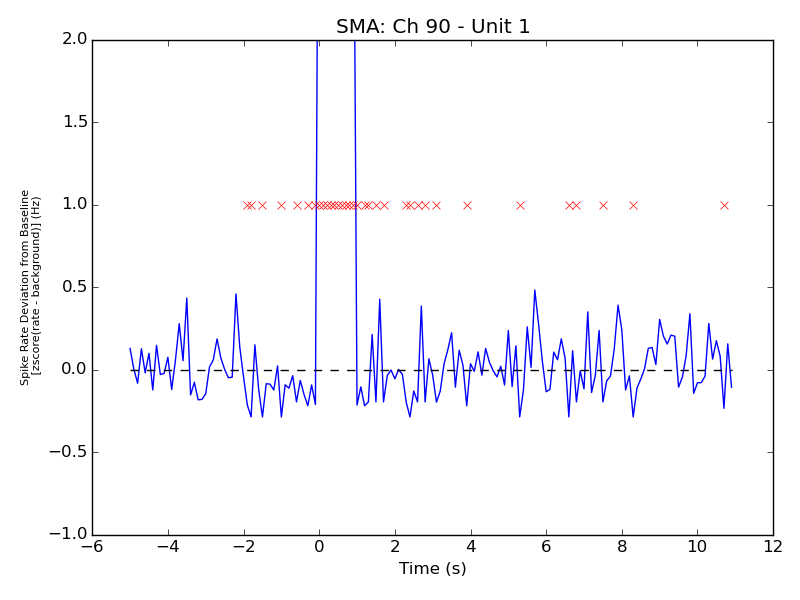 SMA: Ch 90 - Unit 1
2.0
1.5
1.0
0.5
0.0
−0.5
−1.0
Spike Rate Deviation from Baseline
[zscore(rate - background)] (Hz)
−6 −4 −2 0 2 4 6 8 10 12
Time (s)